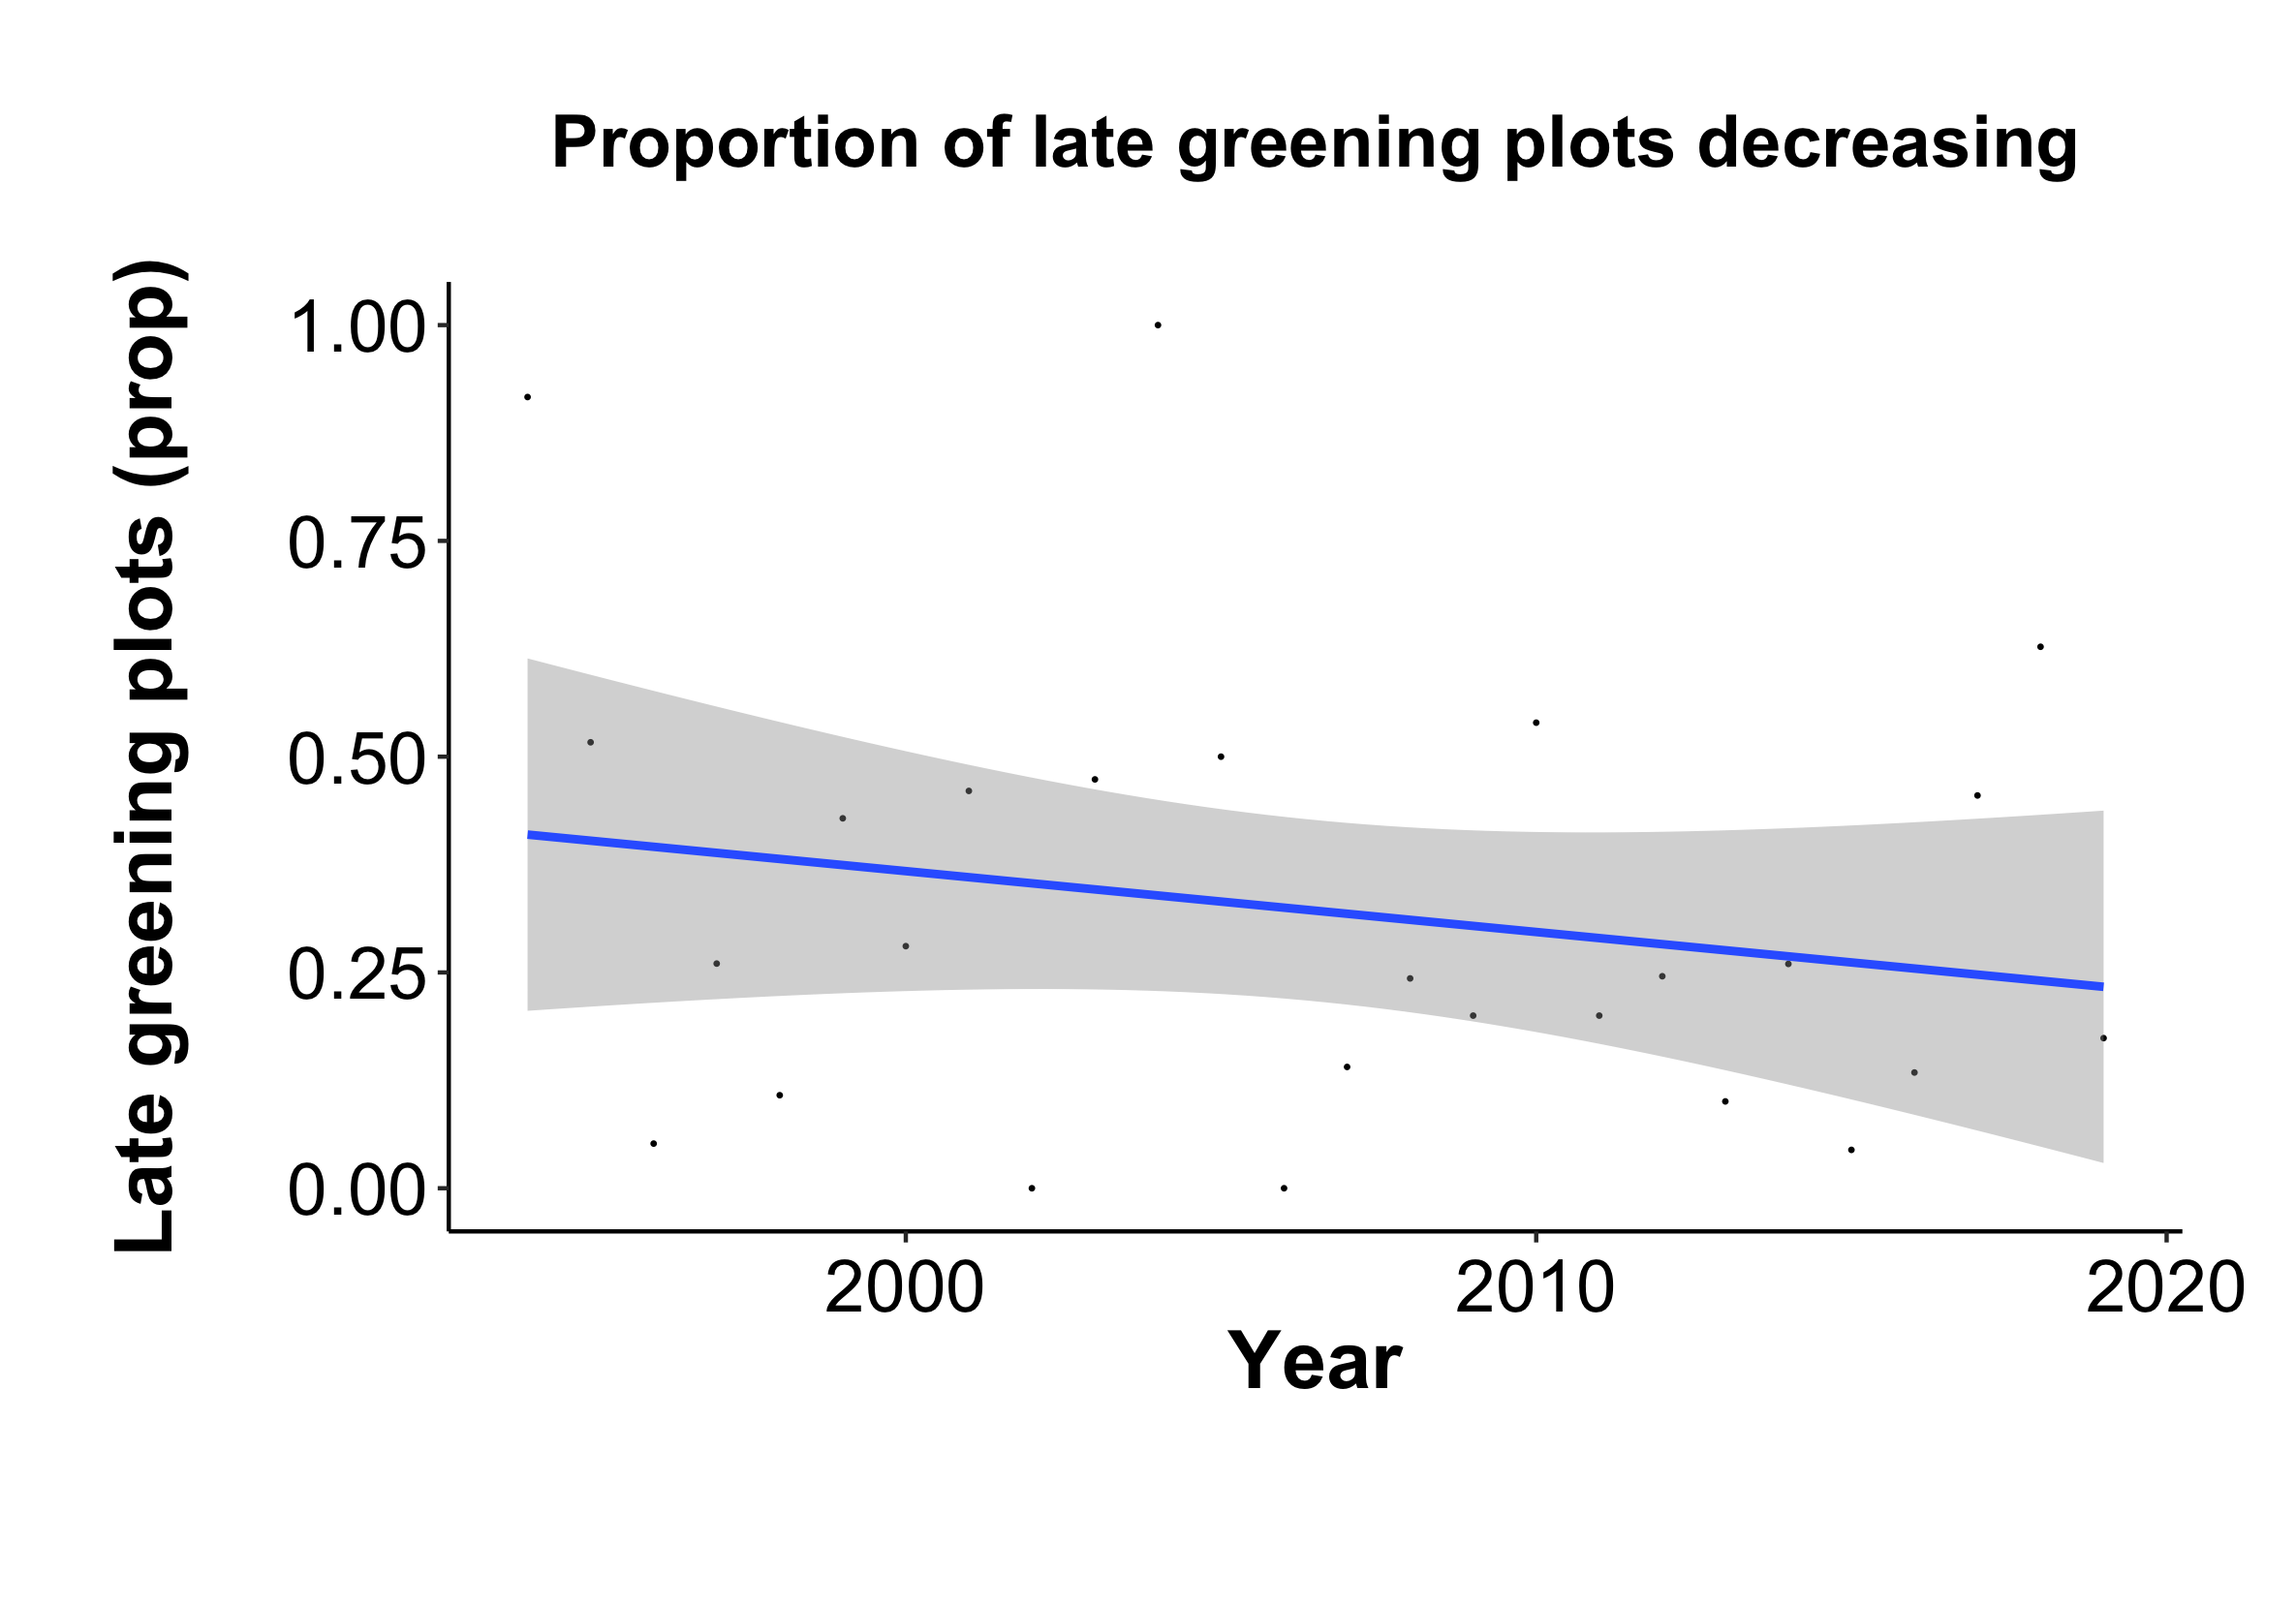 Proportion of late greening plots decreasing
Late greening plots (prop)
1.00
0.75
0.50
0.25
0.00
2000
2010
2020
Year